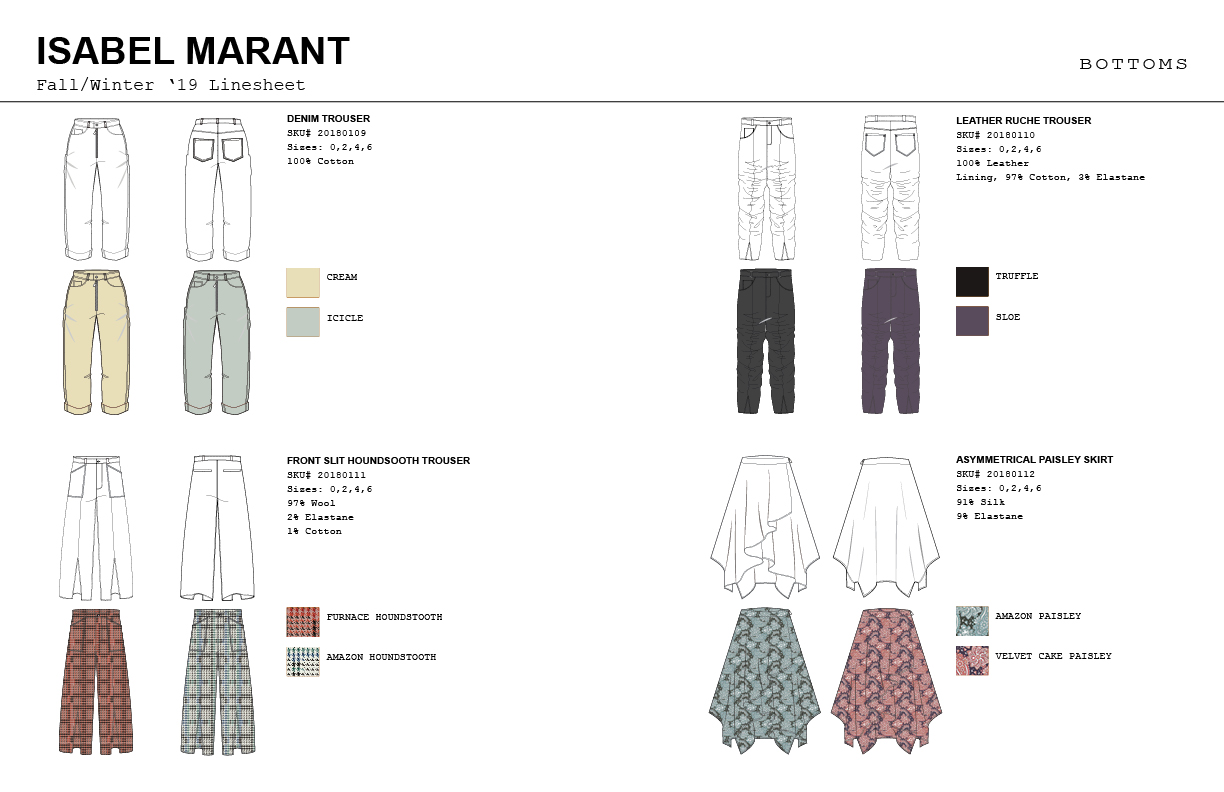 ISABEL MARANT
Fall/Winter ‘19 Linesheet
BOTTOMS
DENIM TROUSER
SKU# 20180109
Sizes: 0,2,4,6
100% Cotton
CREAM
ICICLE
LEATHER RUCHE TROUSER
SKU# 20180110
Sizes: 0,2,4,6
100% Leather
Lining, 97% Cotton, 3% Elastane
TRUFFLE
SLOE
FRONT SLIT HOUNDSOOTH TROUSER
SKU# 20180111
Sizes: 0,2,4,6
97% Wool
2% Elastane
1% Cotton
FURNACE HOUNDSTOOTH
AMAZON HOUNDSTOOTH
ASYMMETRICAL PAISLEY SKIRT
SKU# 20180112
Sizes: 0,2,4,6
91% Silk
9% Elastane
AMAZON PAISLEY
VELVET CAKE PAISLEY